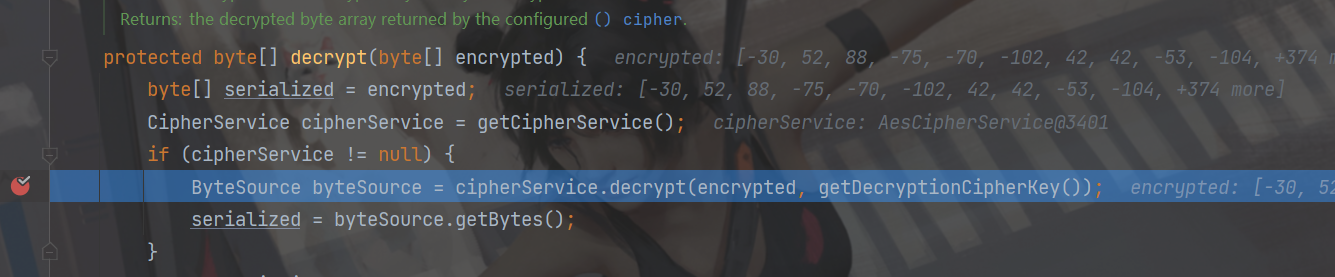 Returns: the decrypted byte array returned by the configured () cipher.
protected byte[] decrypt(byte[] encrypted) { encrypted: [-30, 52, 88, -75, -70, -102, 42, 42, -53, -104, +374 m
byte[] serialized = encrypted; serialized: [-30, 52, 88, -75, -70, -102, 42, 42, -53, -104, +374 more]
CipherService cipherService = getCipherService(); cipherService: AesCipherService@3401
if (cipherService != null) {
ByteSource byteSource = cipherService.decrypt(encrypted, getDecryptionCipherKey()); encrypted: [-30, 52
serialized = byteSource.getBytes();
}